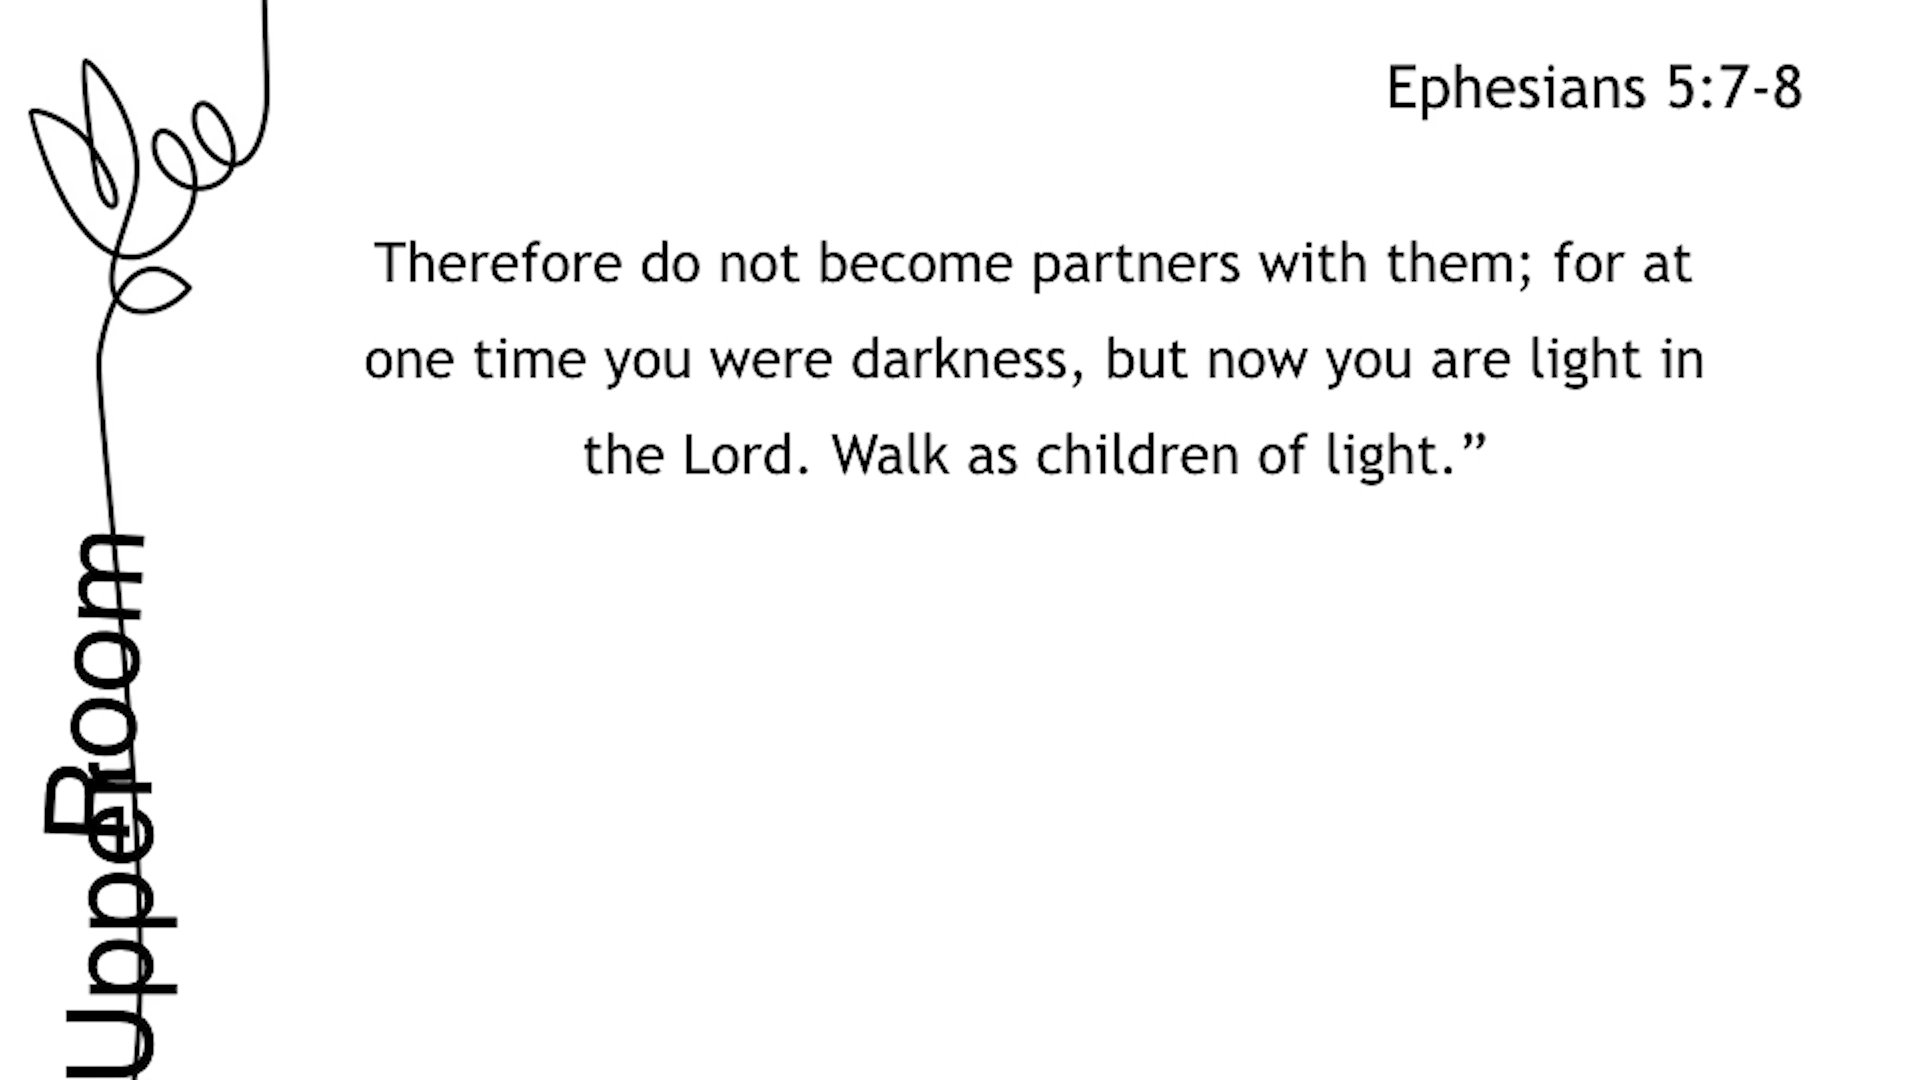 Ephesians 5:7-8
Therefore do not become partners with them; for at
one time you were darkness, but now you are light in
the Lord. Walk as children of light.”
Upper
Room